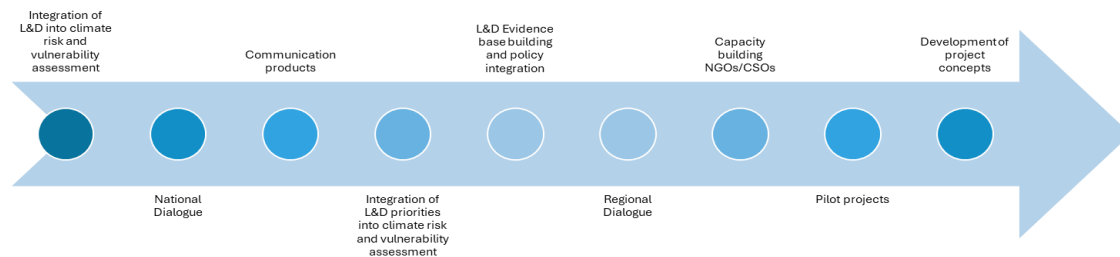 Integration of
L&D into climate
risk and
vulnerability
assessment
National
Dialogue
Communication
products
Integration of
L&D priorities
into climate risk
and vulnerability
assessment
L&D Evidence
base building
and policy
integration
Regional
Dialogue
Capacity
building
NGOs/CSOs
Pilot projects
Development of
project
concepts